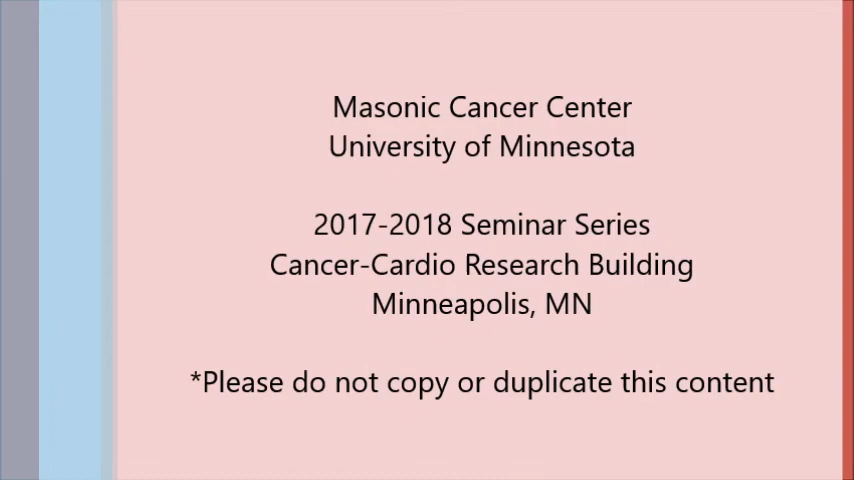 Masonic Cancer Center
University of Minnesota
2017-2018 Seminar Series
Cancer-Cardio Research Building
Minneapolis, MN
*Please do not copy or duplicate this content